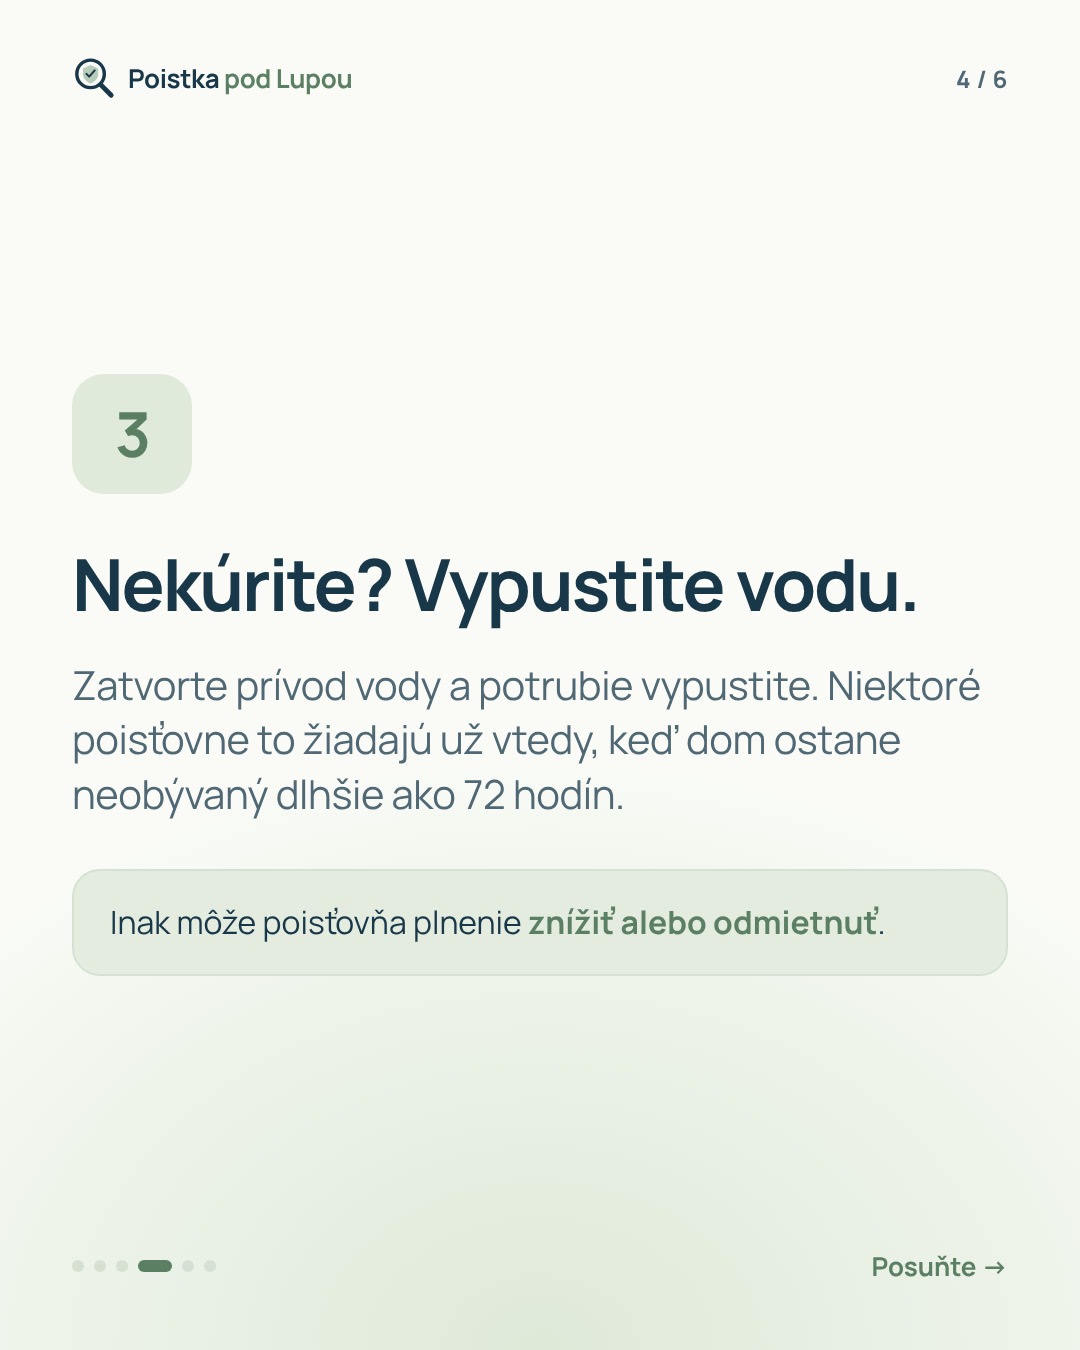 Poistka pod Lupou
4 / 6
3
Nekúrite? Vypustite vodu.
Zatvorte prívod vody a potrubie vypustite. Niektoré
poisťovne to žiadajú už vtedy, keď dom ostane
neobývaný dlhšie ako 72 hodín.
Inak môže poisťovňa plnenie znížiť alebo odmietnuť.
Posuňte →